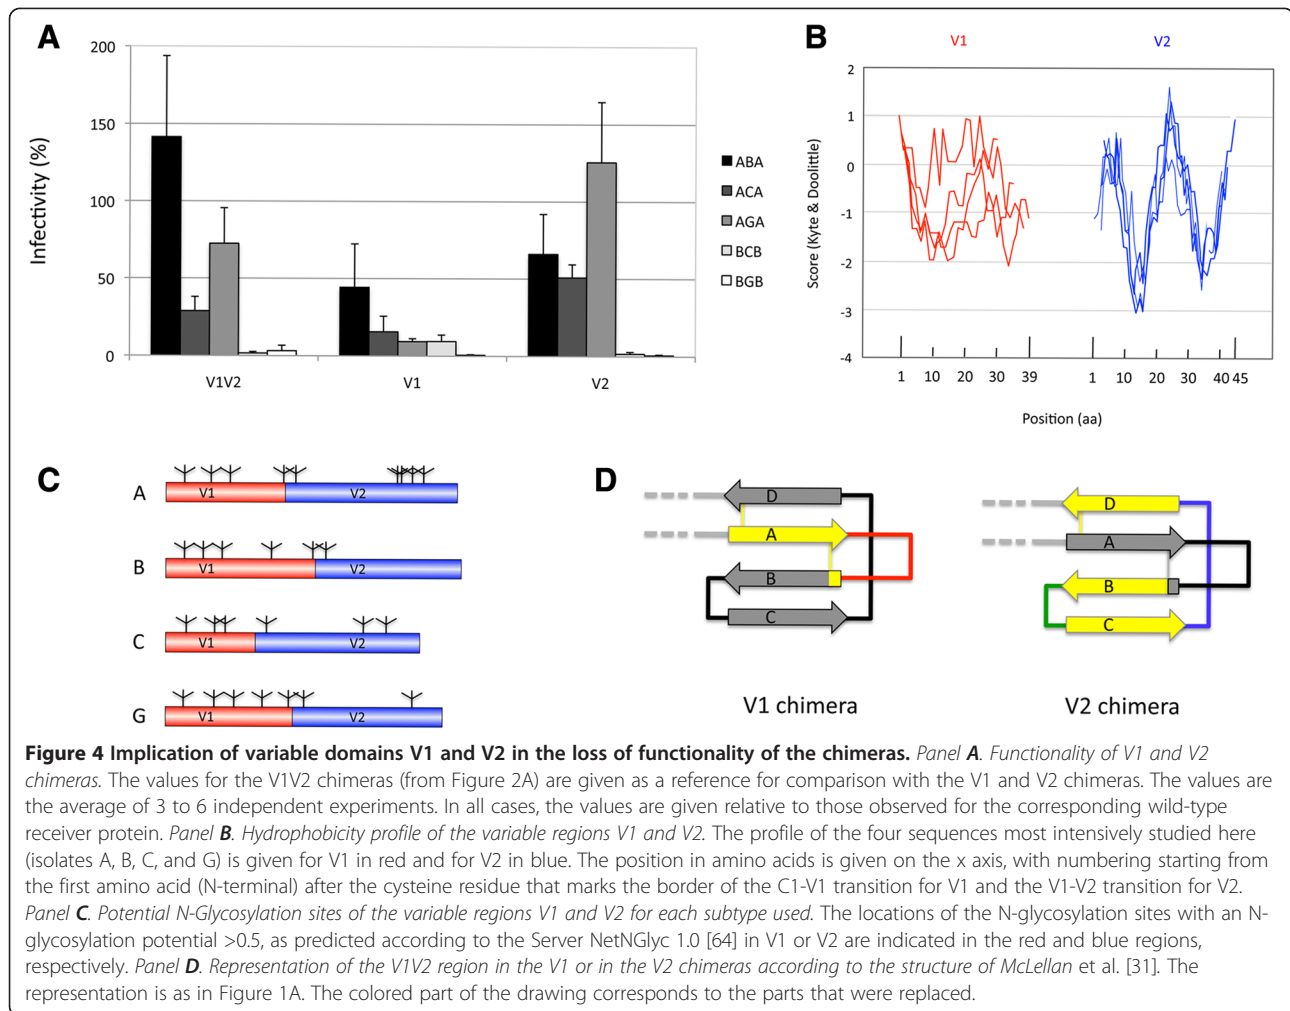 A
200
150
100
50
0
Infectivity (%)
V1V2
V1
V2
ABA
ACA
AGA
BCB
BGB
B
V1
V2
2
1
0
-1
-2
-3
-4
Score (Kyte & Doolittle)
1 10 20 30 39
1 10 20 30 40 45
Position (aa)
C
A
V1
V2
B
V1
V2
C
V1
V2
G
V1
V2
D
D
A
B
C
V1 chimera
D
A
B
C
V2 chimera
Figure 4 Implication of variable domains V1 and V2 in the loss of functionality of the chimeras. Panel A. Functionality of V1 and V2
chimeras. The values for the V1V2 chimeras (from Figure 2A) are given as a reference for comparison with the V1 and V2 chimeras. The values are
the average of 3 to 6 independent experiments. In all cases, the values are given relative to those observed for the corresponding wild-type
receiver protein. Panel B. Hydrophobicity profile of the variable regions V1 and V2. The profile of the four sequences most intensively studied here
(isolates A, B, C, and G) is given for V1 in red and for V2 in blue. The position in amino acids is given on the x axis, with numbering starting from
the first amino acid (N-terminal) after the cysteine residue that marks the border of the C1-V1 transition for V1 and the V1-V2 transition for V2.
Panel C. Potential N-Glycosylation sites of the variable regions V1 and V2 for each subtype used. The locations of the N-glycosylation sites with an N-
glycosylation potential >0.5, as predicted according to the Server NetNGlyc 1.0 [64] in V1 or V2 are indicated in the red and blue regions,
respectively. Panel D. Representation of the V1V2 region in the V1 or in the V2 chimeras according to the structure of McLellan et al. [31]. The
representation is as in Figure 1A. The colored part of the drawing corresponds to the parts that were replaced.